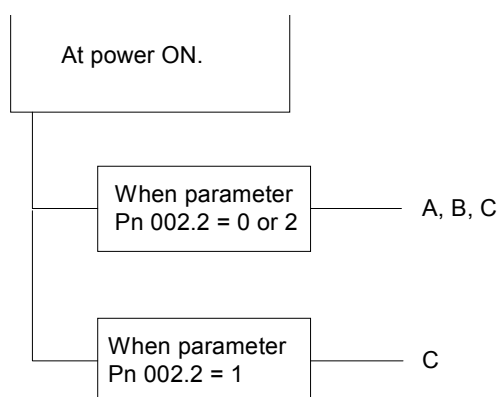 At power ON.
When parameter
Pn 002.2 = 0 or 2
A, B, C
When parameter
Pn 002.2 = 1
C